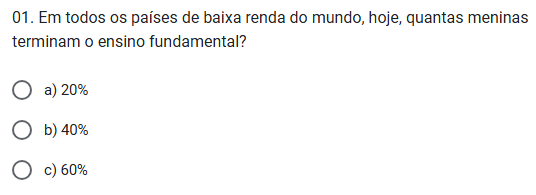 01. Em todos os países de baixa renda do mundo, hoje, quantas meninas
terminam o ensino fundamental?
a) 20%
b) 40%
c) 60%